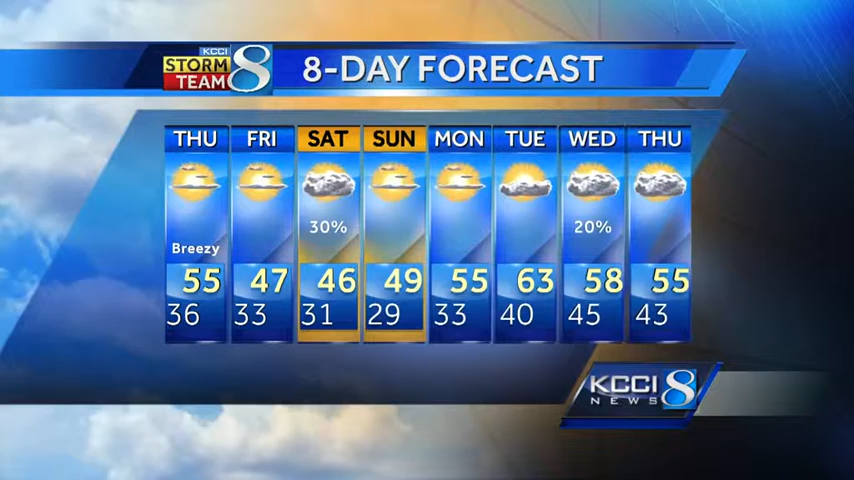 KCCI
STORM
TEAM
8
8-DAY FORECAST
THU FRI SAT SUN MON TUE WED THU
30% 20%
Breezy
55 47 46 49 55 63 58 55
36 33 31 29 33 40 45 43
KCCI 8
NEWS